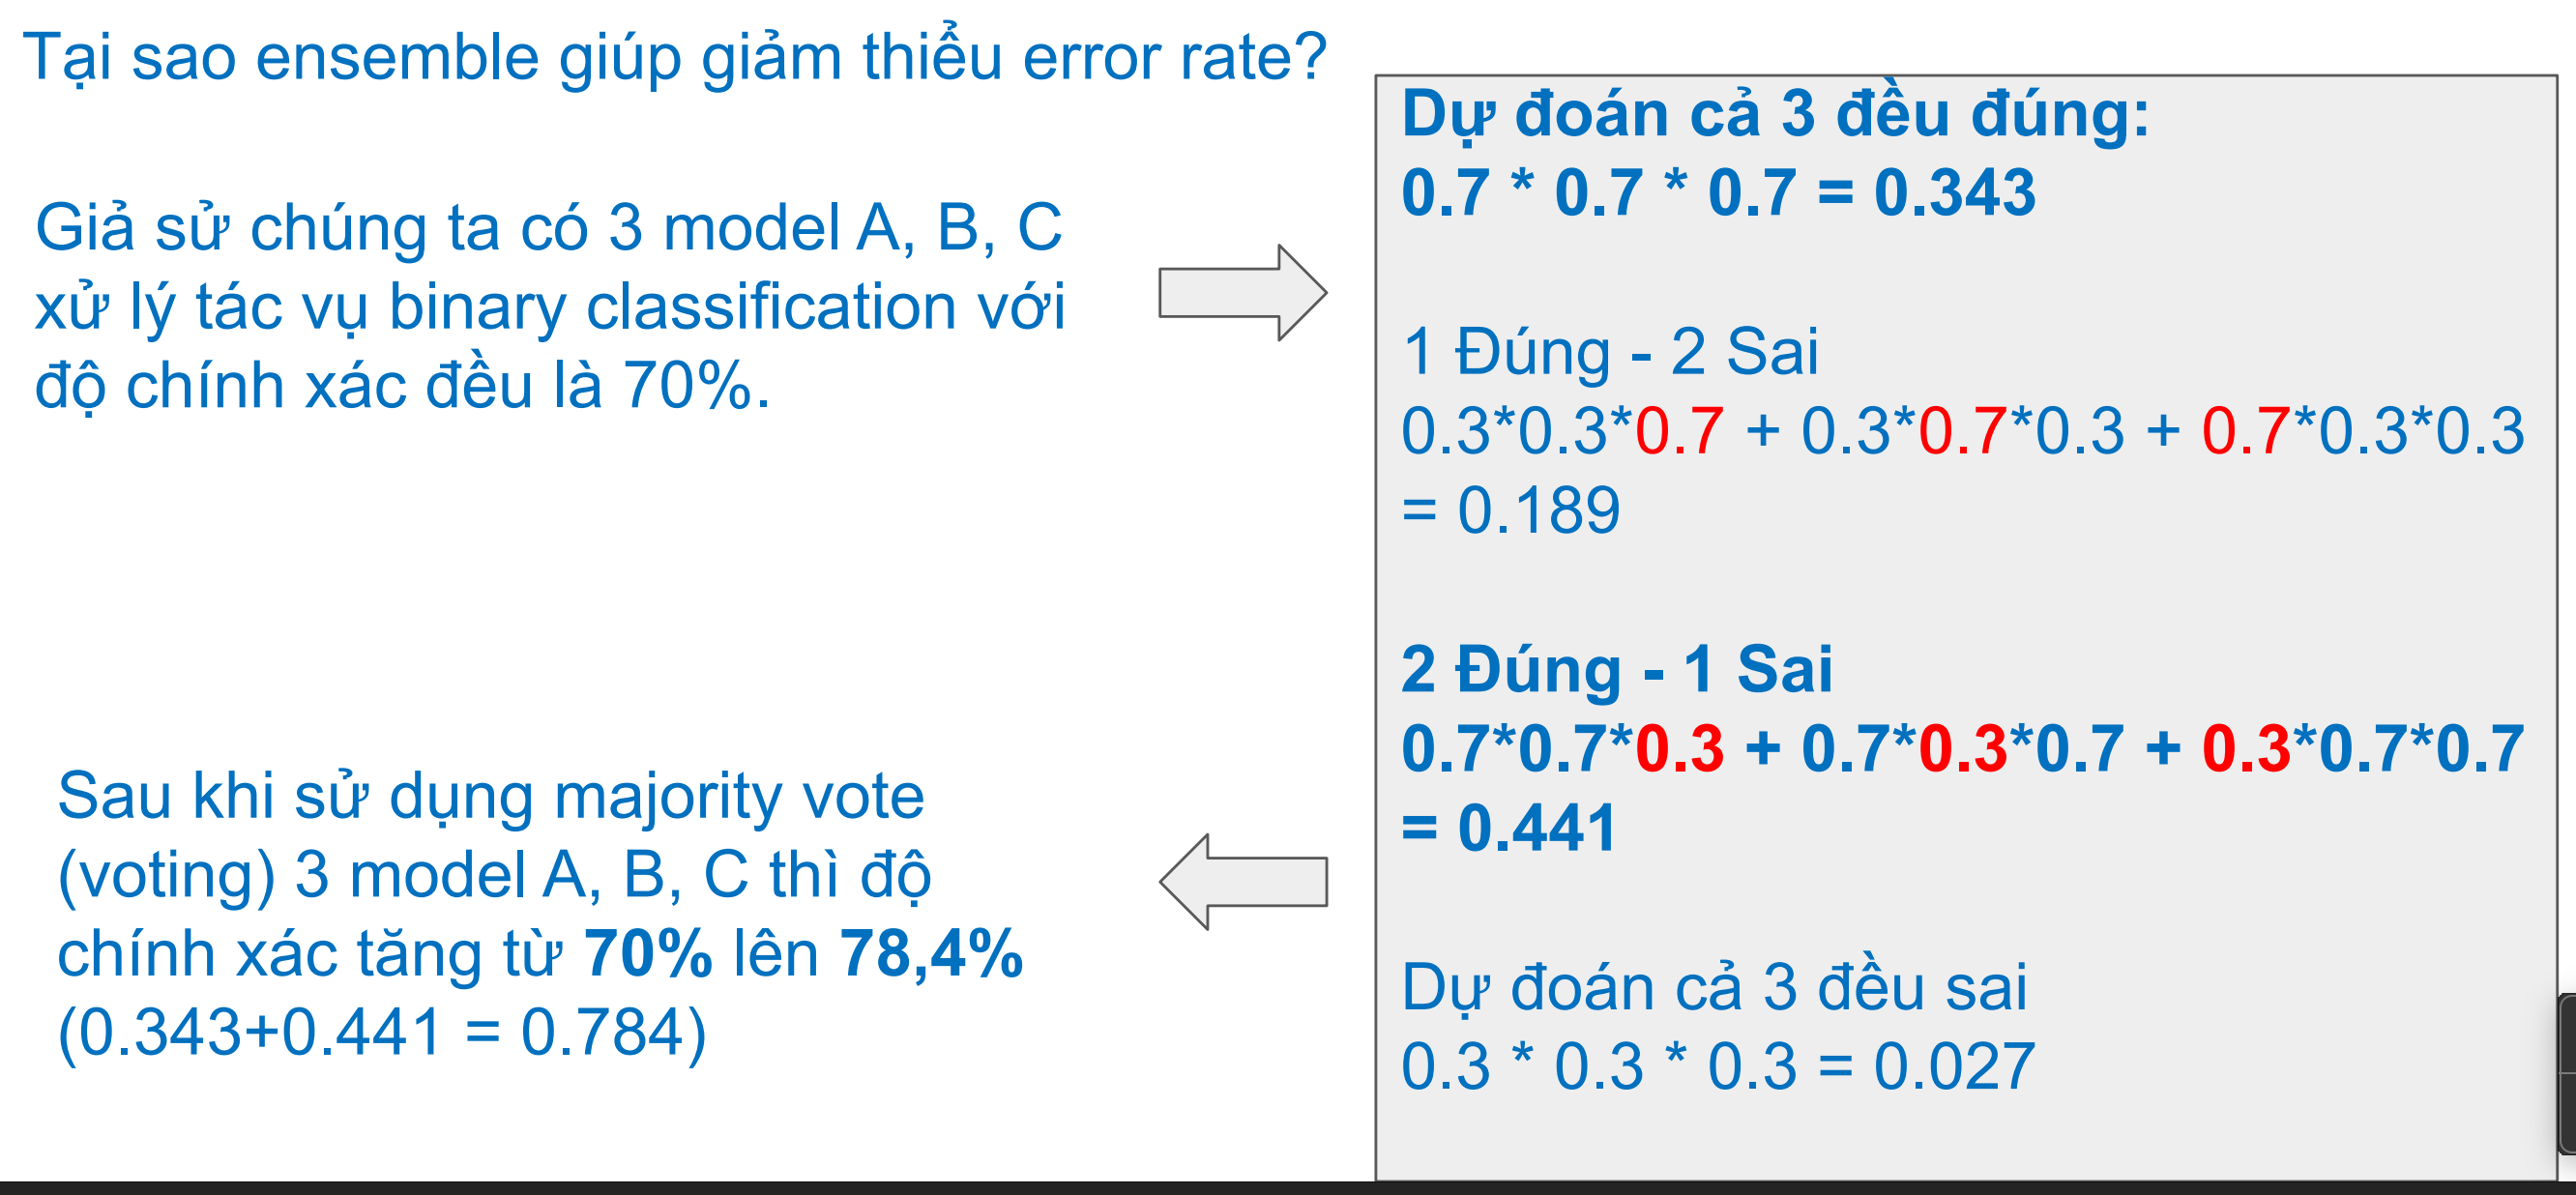 Tại sao ensemble giúp giảm thiểu error rate?
Giả sử chúng ta có 3 model A, B, C
xử lý tác vụ binary classification với
độ chính xác đều là 70%.
Dự đoán cả 3 đều đúng:
0.7 * 0.7 * 0.7 = 0.343
1 Đúng - 2 Sai
0.3*0.3*0.7 + 0.3*0.7*0.3 + 0.7*0.3*0.3
= 0.189
2 Đúng - 1 Sai
0.7*0.7*0.3 + 0.7*0.3*0.7 + 0.3*0.7*0.7
= 0.441
Dự đoán cả 3 đều sai
0.3 * 0.3 * 0.3 = 0.027
Sau khi sử dụng majority vote
(voting) 3 model A, B, C thì độ
chính xác tăng từ 70% lên 78,4%
(0.343+0.441 = 0.784)